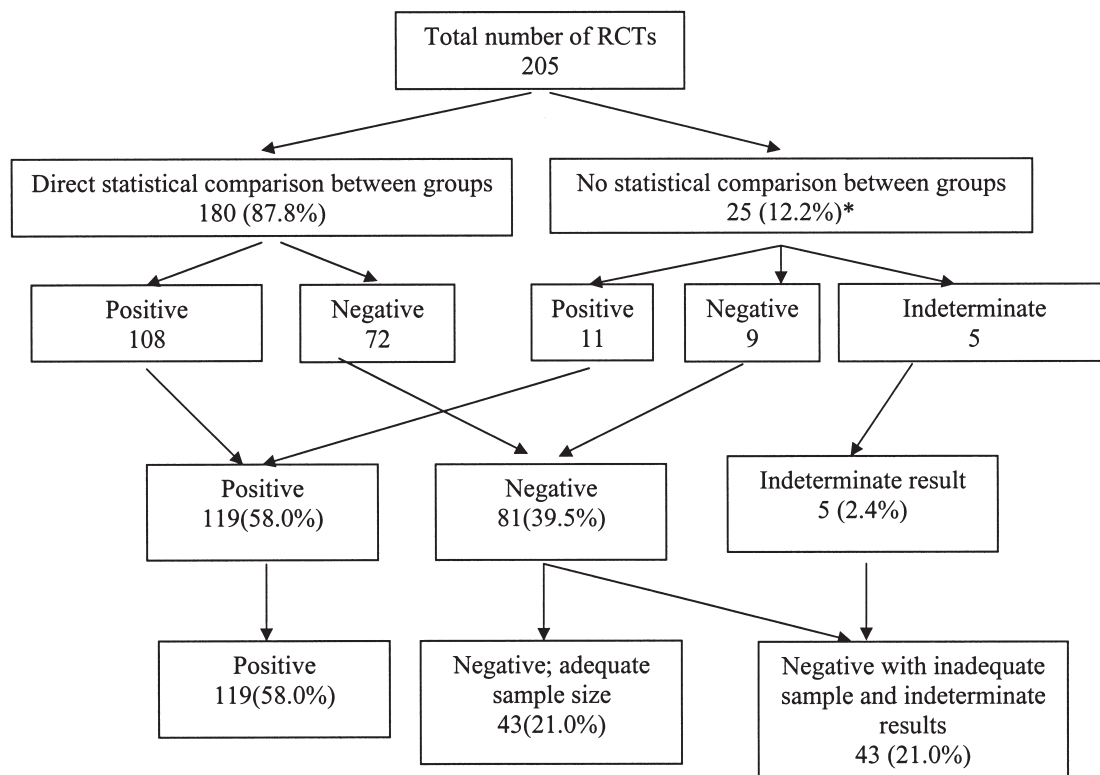 Total number of RCTs
205
Direct statistical comparison between groups
180 (87.8%)
No statistical comparison between groups
25 (12.2%)*
Positive
108
Negative
72
Positive
11
Negative
9
Indeterminate
5
Positive
119(58.0%)
Negative
81(39.5%)
Indeterminate result
5 (2.4%)
Positive
119(58.0%)
Negative; adequate
sample size
43(21.0%)
Negative with inadequate
sample and indeterminate
results
43 (21.0%)